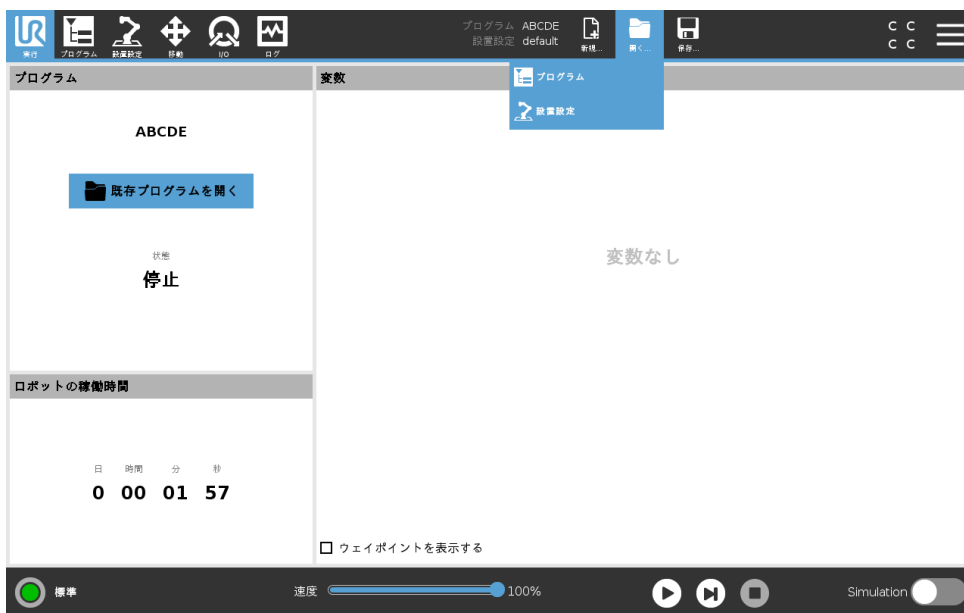 UR
実行
プログラム
設置設定
移動
I/O
ログ
プログラム ABCDE
設置設定 default
新規...
開く...
保存...
C C
C C
プログラム
設置設定
プログラム
変数
ABCDE
既存プログラムを開く
状態
停止
変数なし
ロボットの稼働時間
日 時間 分 秒
0 00 01 57
ウェイポイントを表示する
標準
速度 100%
Simulation